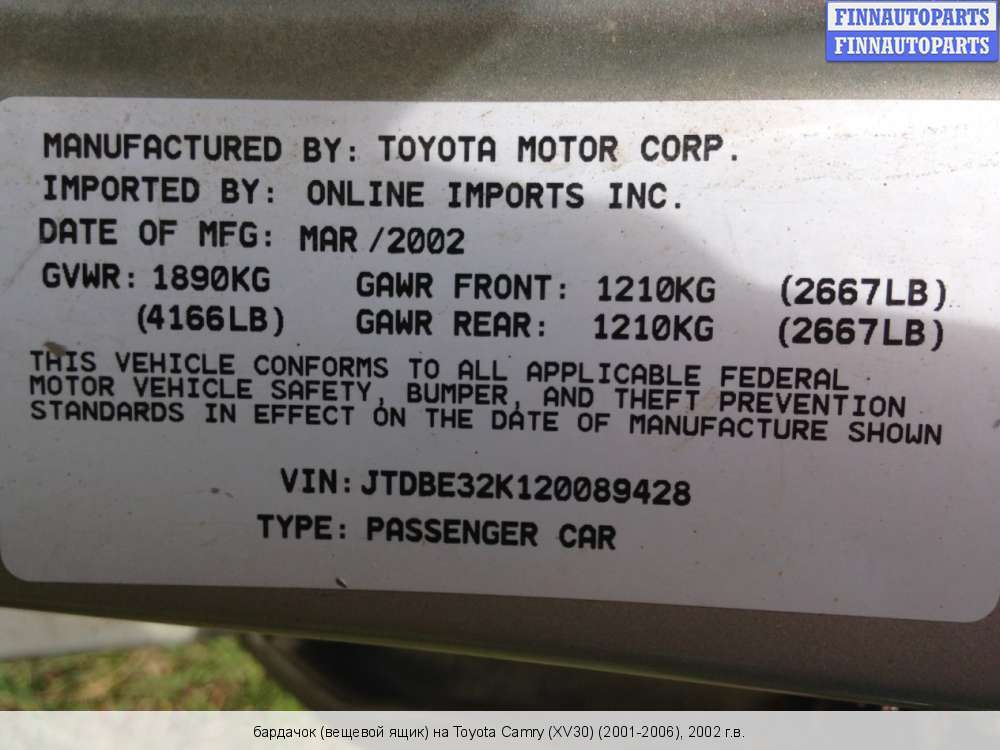 FINNAUTOPARTS
FINNAUTOPARTS
MANUFACTURED BY: TOYOTA MOTOR CORP.
IMPORTED BY: ONLINE IMPORTS INC.
DATE OF MFG: MAR /2002
GVWR: 1890KG GAWR FRONT: 1210KG (2667LB)
(4166LB) GAWR REAR: 1210KG (2667LB)
THIS VEHICLE CONFORMS TO ALL APPLICABLE FEDERAL
MOTOR VEHICLE SAFETY, BUMPER, AND THEFT PREVENTION
STANDARDS IN EFFECT ON THE DATE OF MANUFACTURE SHOWN
VIN: JTDBE32K120089428
TYPE: PASSENGER CAR
бардачок (вещевой ящик) на Toyota Camry (XV30) (2001-2006), 2002 г.в.